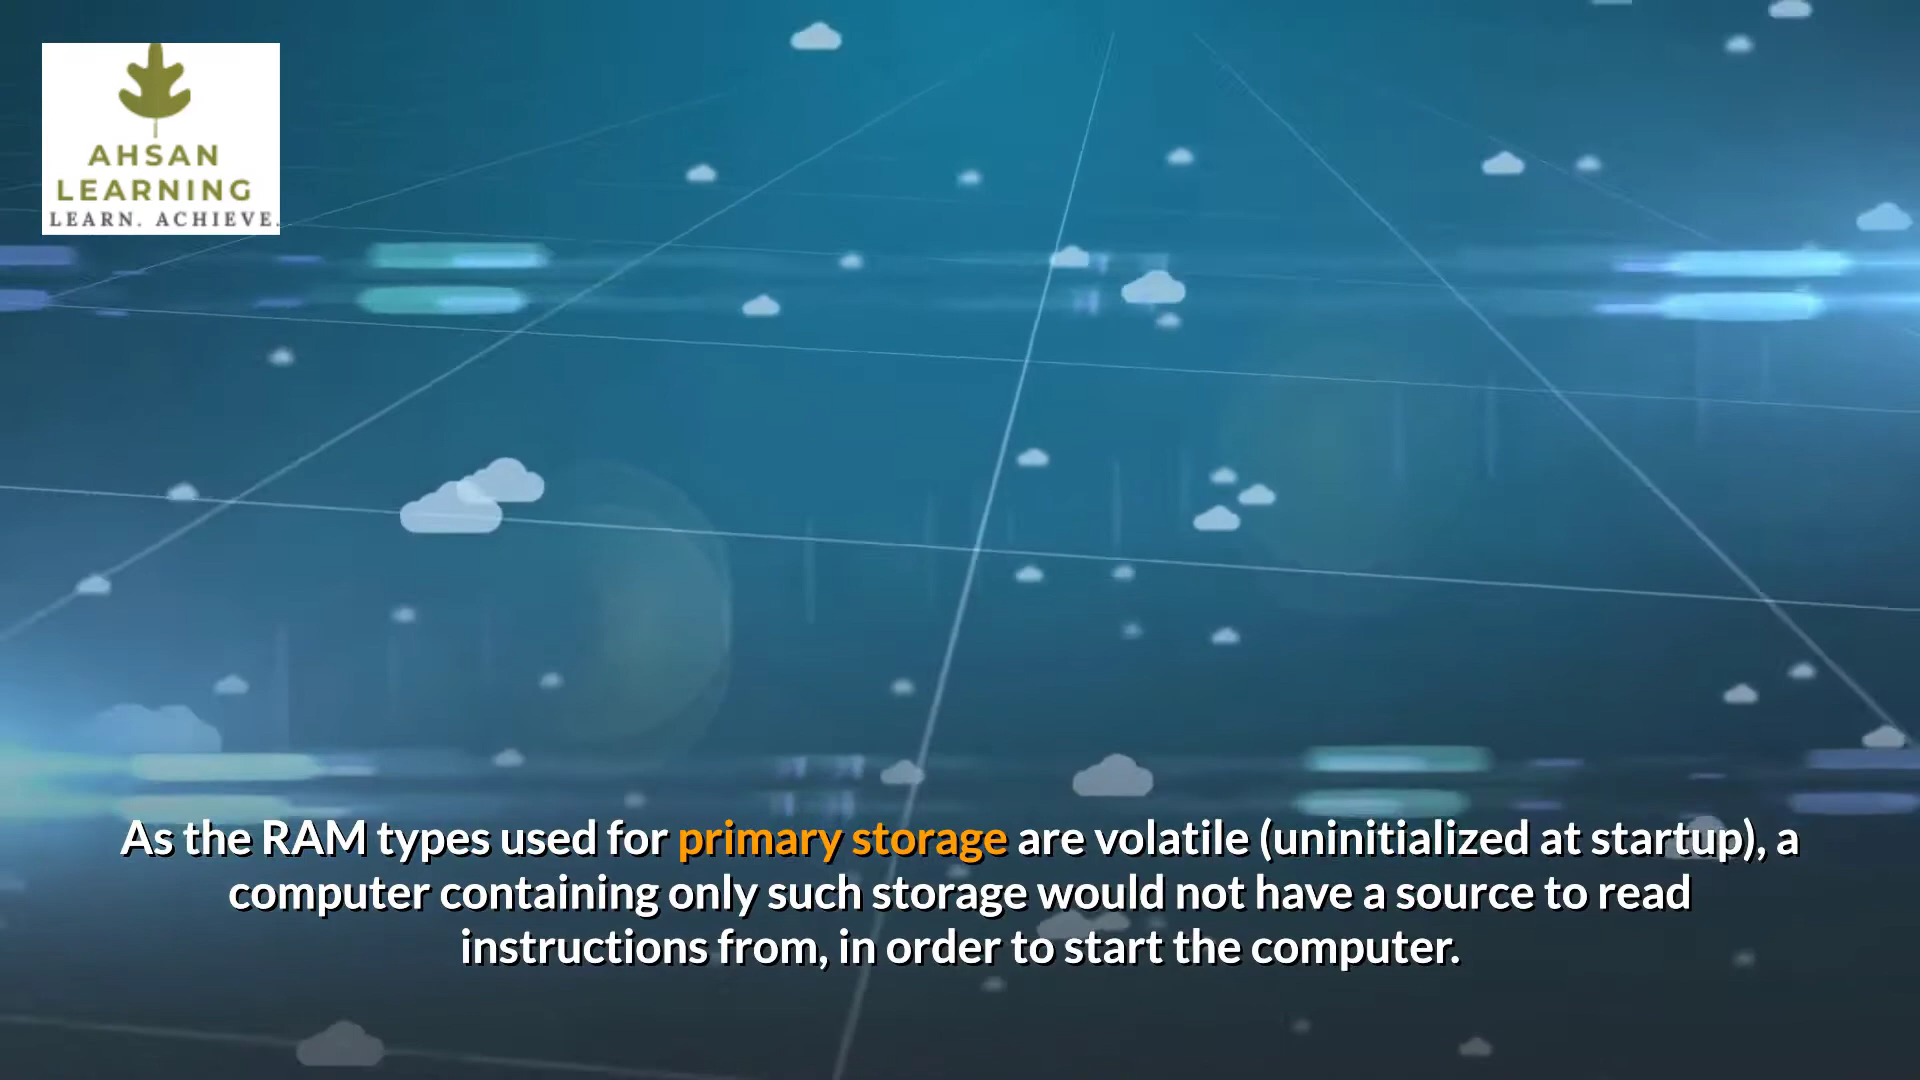 AHSAN
LEARNING
LEARN. ACHIEVE.
As the RAM types used for primary storage are volatile (uninitialized at startup), a
computer containing only such storage would not have a source to read
instructions from, in order to start the computer.